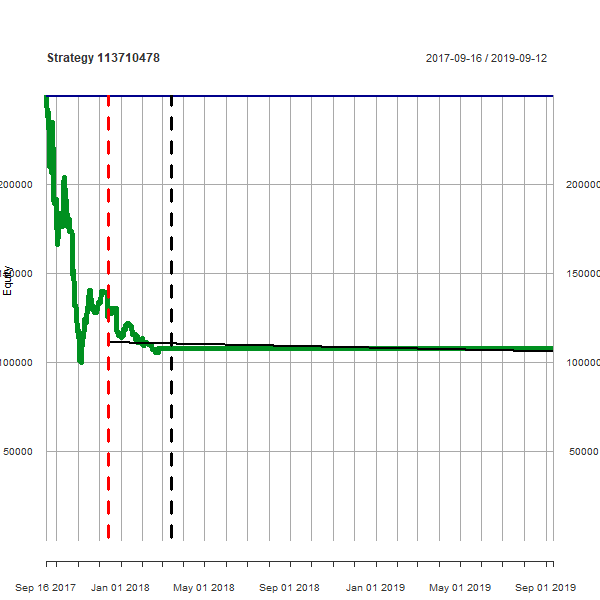 Strategy 113710478
2017-09-16 / 2019-09-12
200000
200000
Equity
150000
150000
100000
100000
50000
50000
Sep 16 2017
Jan 01 2018
May 01 2018
Sep 01 2018
Jan 01 2019
May 01 2019
Sep 01 2019